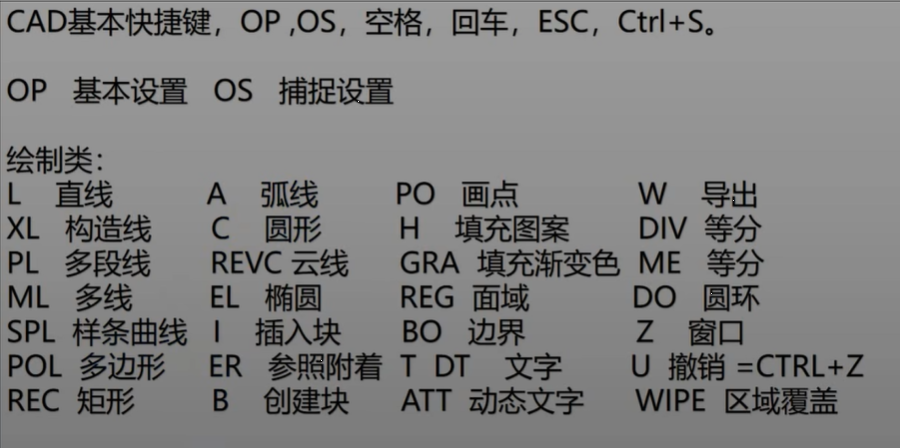 CAD基本快捷键，OP ,OS，空格，回车，ESC，Ctrl+S。
OP 基本设置 OS 捕捉设置
绘制类：
L 直线 A 弧线 PO 画点 W 导出
XL 构造线 C 圆形 H 填充图案 DIV 等分
PL 多段线 REVC 云线 GRA 填充渐变色 ME 等分
ML 多线 EL 椭圆 REG 面域 DO 圆环
SPL 样条曲线 I 插入块 BO 边界 Z 窗口
POL 多边形 ER 参照附着 T DT 文字 U 撤销 =CTRL+Z
REC 矩形 B 创建块 ATT 动态文字 WIPE 区域覆盖